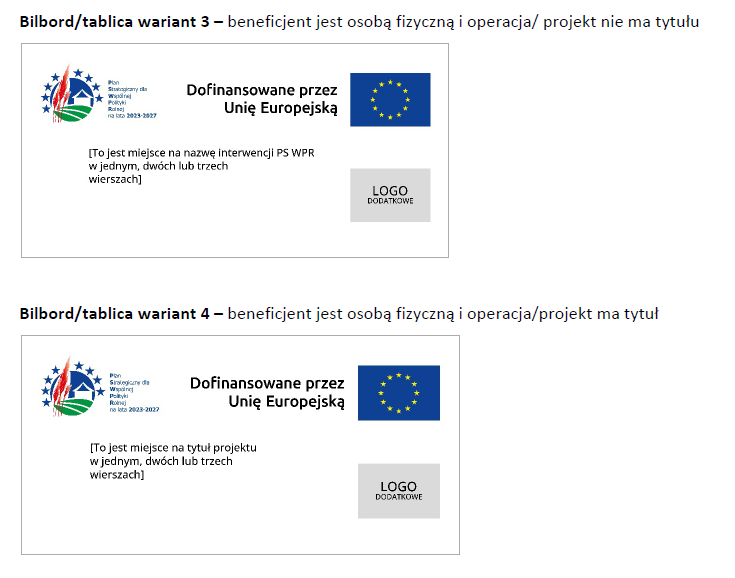 Bilbord/tablica wariant 3 – beneficjent jest osobą fizyczną i operacja/ projekt nie ma tytułu
Plan
Strategiczny dla
Wspólnej
Polityki
Rolnej
na lata 2023-2027
Dofinansowane przez
Unię Europejską
[To jest miejsce na nazwę interwencji PS WPR
w jednym, dwóch lub trzech
wierszach]
LOGO
DODATKOWE
Bilbord/tablica wariant 4 – beneficjent jest osobą fizyczną i operacja/projekt ma tytuł
Plan
Strategiczny dla
Wspólnej
Polityki
Rolnej
na lata 2023-2027
Dofinansowane przez
Unię Europejską
[To jest miejsce na tytuł projektu
w jednym, dwóch lub trzech
wierszach]
LOGO
DODATKOWE